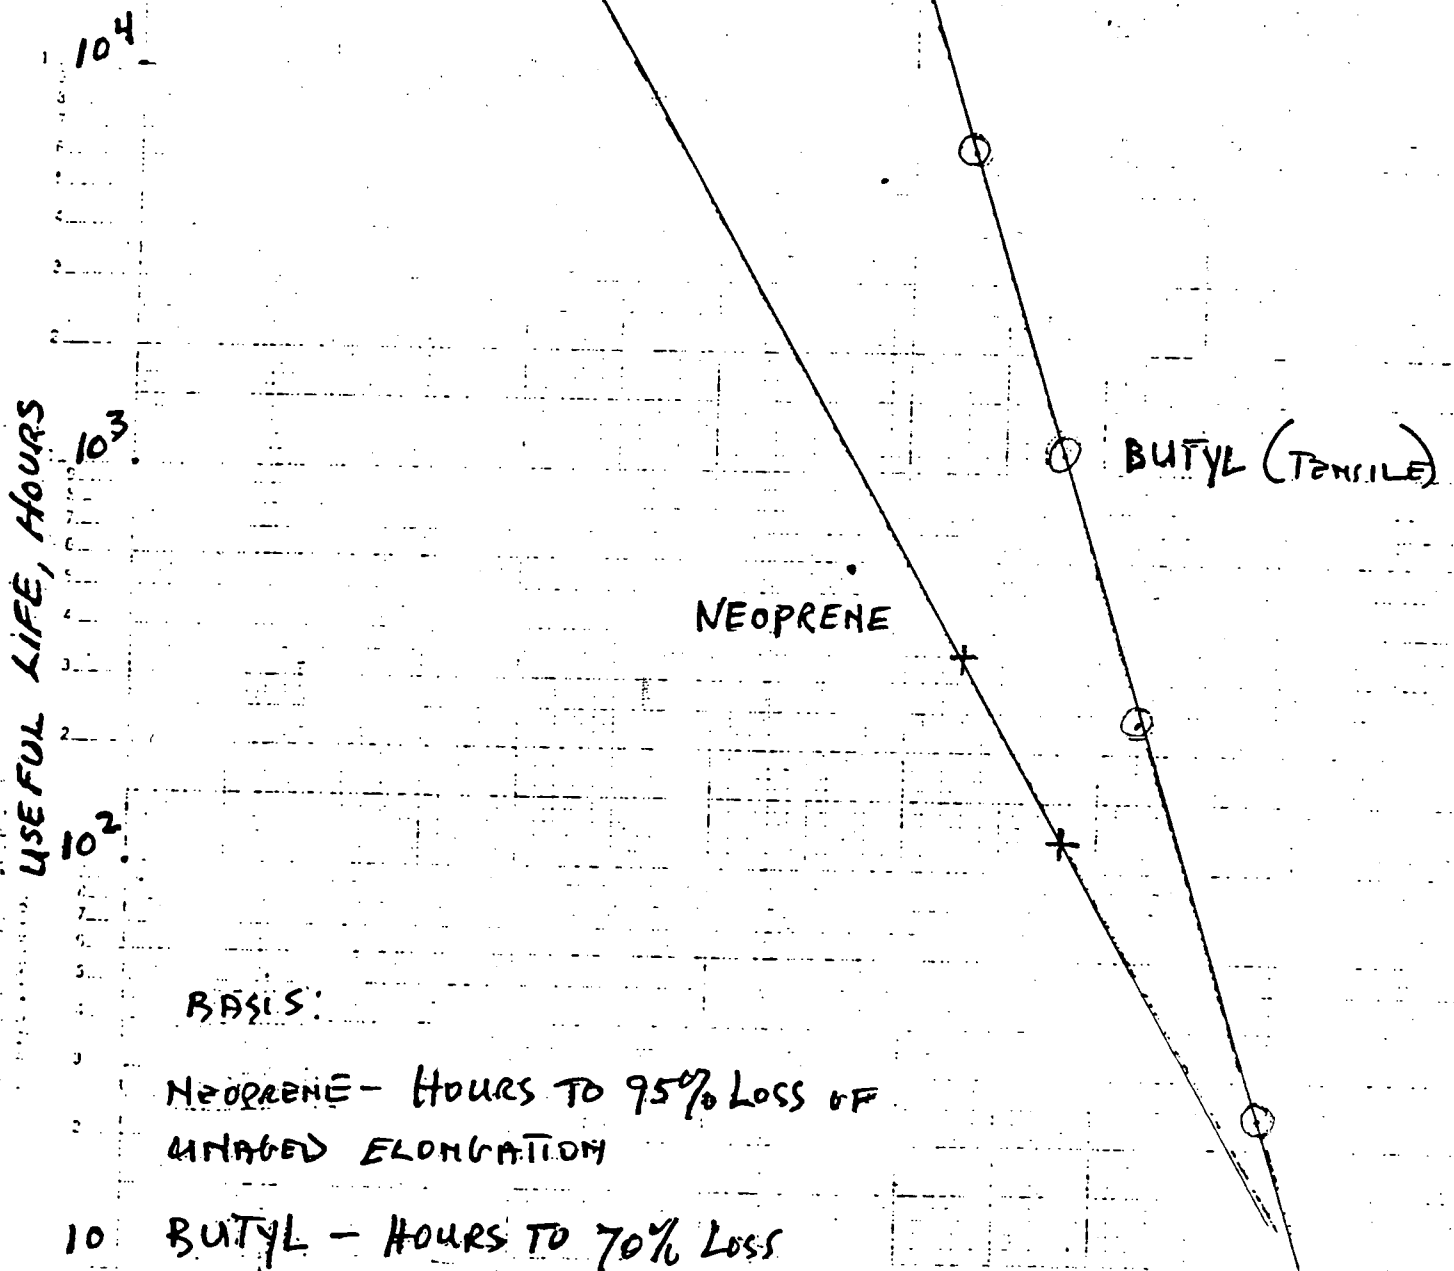 10⁴
10³
10²
10
USEFUL LIFE, HOURS
BUTYL (TENSILE)
NEOPRENE
BASIS:
NEOPRENE - HOURS TO 95% LOSS OF
UNAGED ELONGATION
BUTYL - HOURS TO 70% LOSS